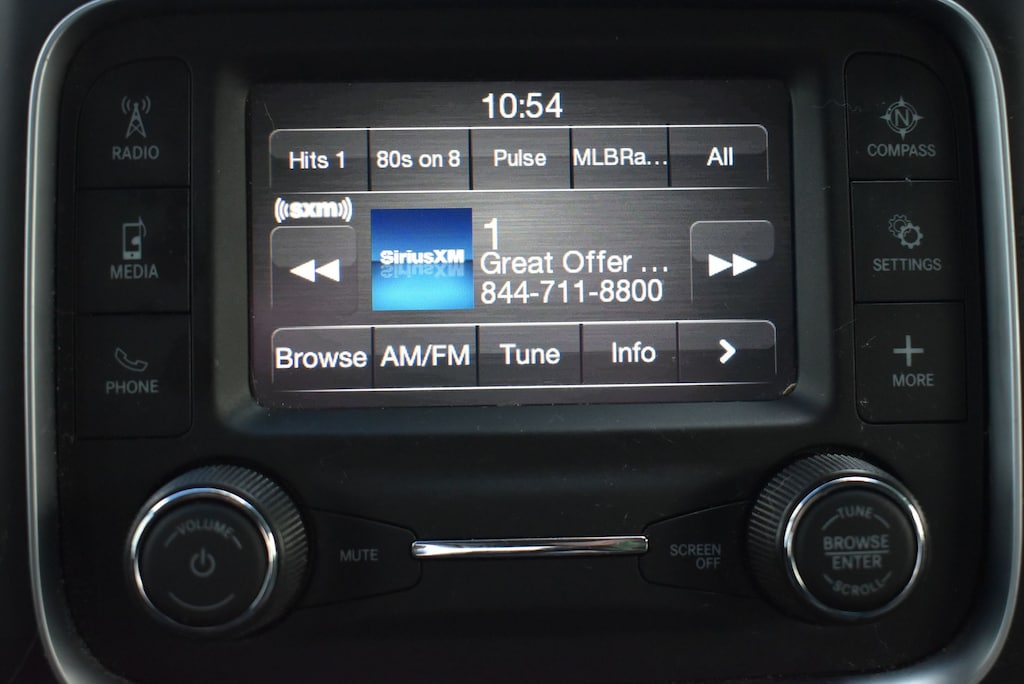 10:54
Hits 1 80s on 8 Pulse MLBRa... All
((sxm))
SiriusXM
1
Great Offer ...
844-711-8800
Browse AM/FM Tune Info >
RADIO
MEDIA
PHONE
N
COMPASS
SETTINGS
MORE
VOLUME
MUTE
SCREEN
OFF
TUNE
BROWSE
ENTER
SCROLL